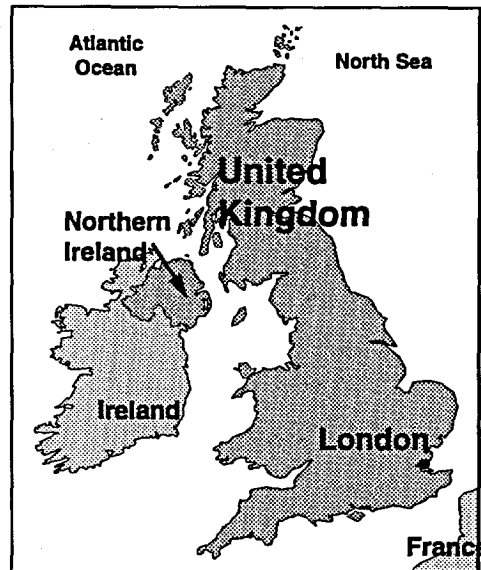 Atlantic
Ocean
North Sea
United
Kingdom
Northern
Ireland
Ireland
London
Franc